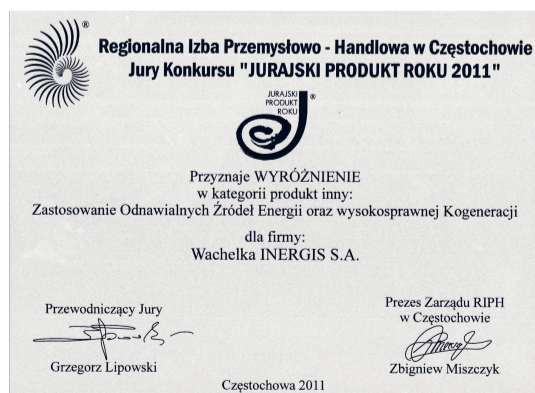 ®
Regionalna Izba Przemysłowo - Handlowa w Częstochowie
Jury Konkursu "JURAJSKI PRODUKT ROKU 2011"
JURAJSKI
PRODUKT
ROKU
®
Przyznaje WYRÓŻNIENIE
w kategorii produkt inny:
Zastosowanie Odnawialnych Źródeł Energii oraz wysokosprawnej Kogeneracji
dla firmy:
Wachelka INERGIS S.A.
Przewodniczący Jury
Grzegorz Lipowski
Prezes Zarządu RIPH
w Częstochowie
Zbigniew Miszczyk
Częstochowa 2011